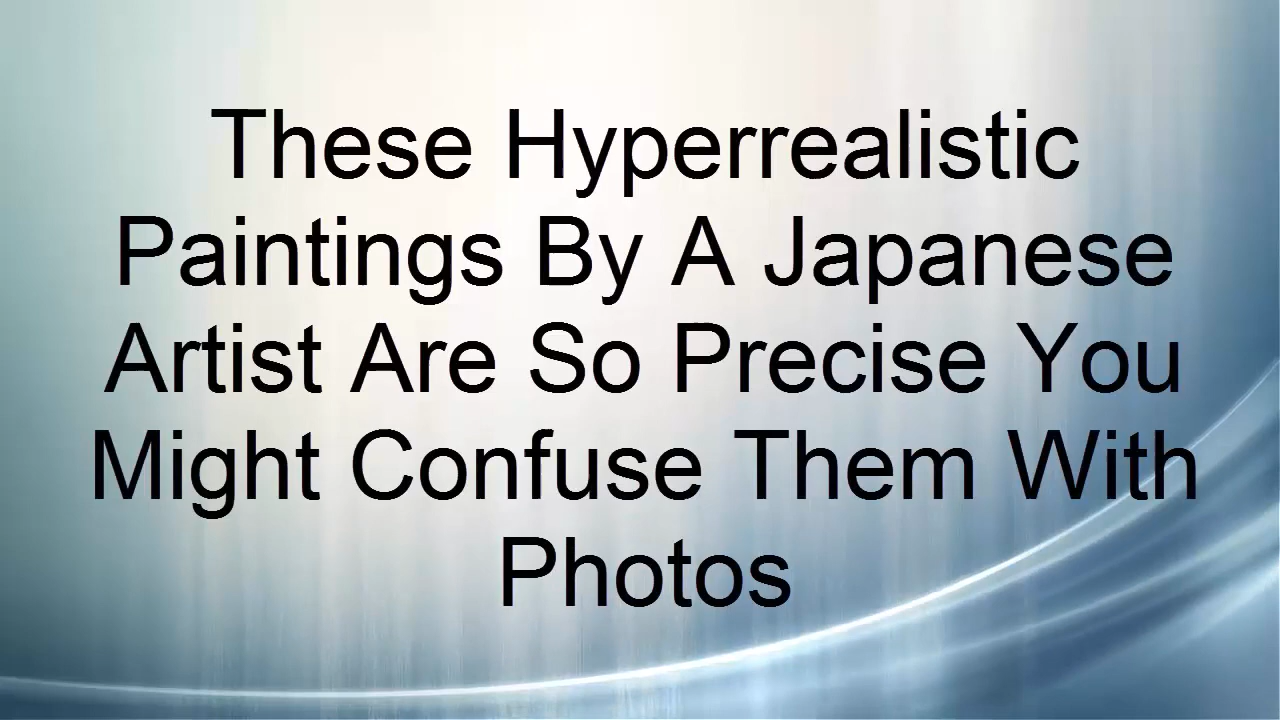 These Hyperrealistic
Paintings By A Japanese
Artist Are So Precise You
Might Confuse Them With
Photos